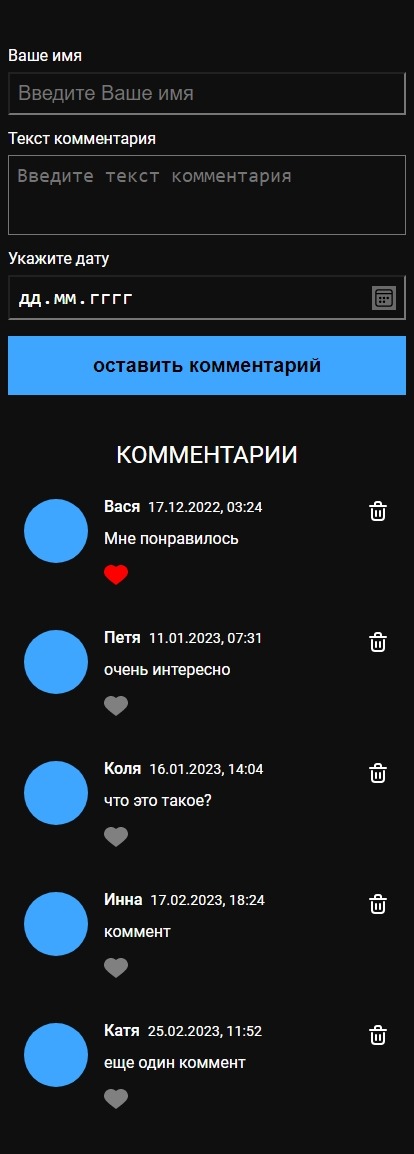 Ваше имя
Введите Ваше имя
Текст комментария
Введите текст комментария
Укажите дату
дд.мм.гггг
оставить комментарий
КОММЕНТАРИИ
Вася 17.12.2022, 03:24
Мне понравилось
Петя 11.01.2023, 07:31
очень интересно
Коля 16.01.2023, 14:04
что это такое?
Инна 17.02.2023, 18:24
коммент
Катя 25.02.2023, 11:52
еще один коммент